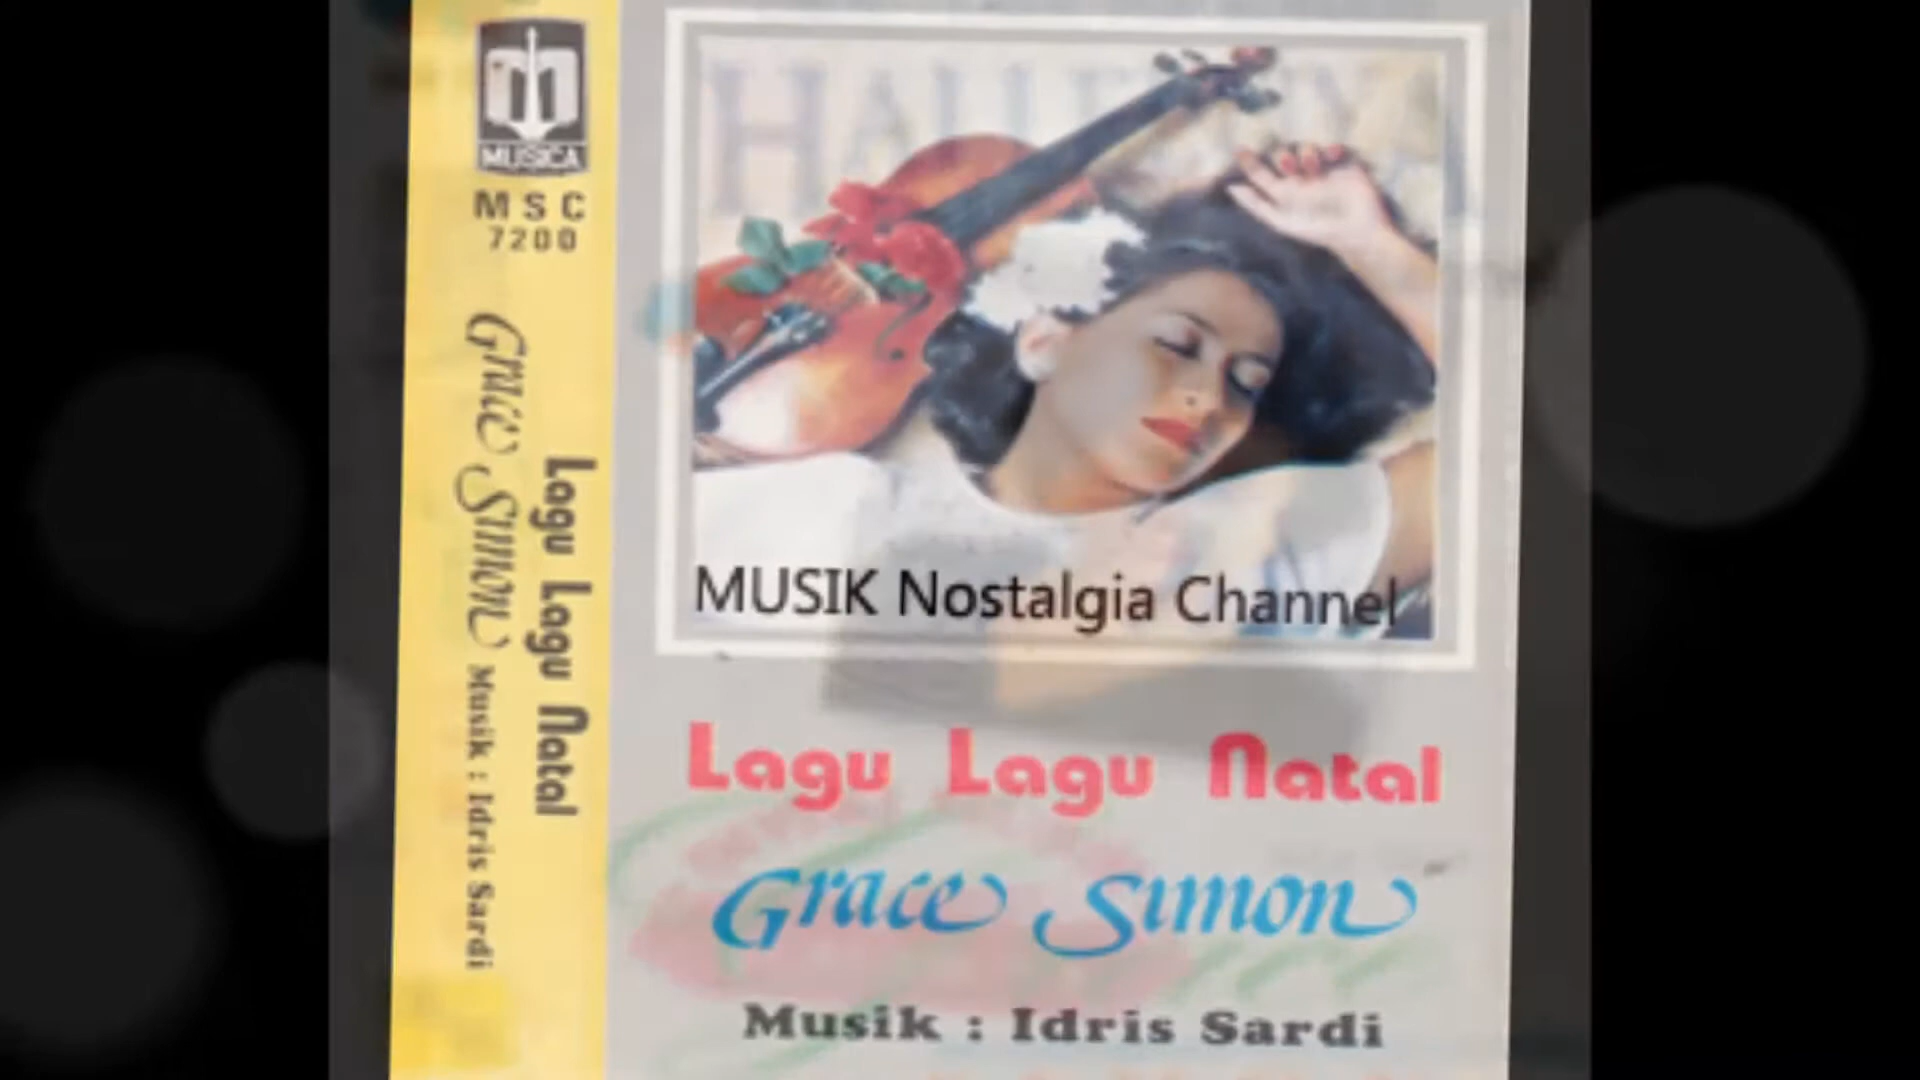 MUSICA
MSC
7200
Grace Simon Musik : Idris Sardi
Lagu Lagu Natal
MUSIK Nostalgia Channel
Lagu Lagu Natal
Grace Simon
Musik : Idris Sardi